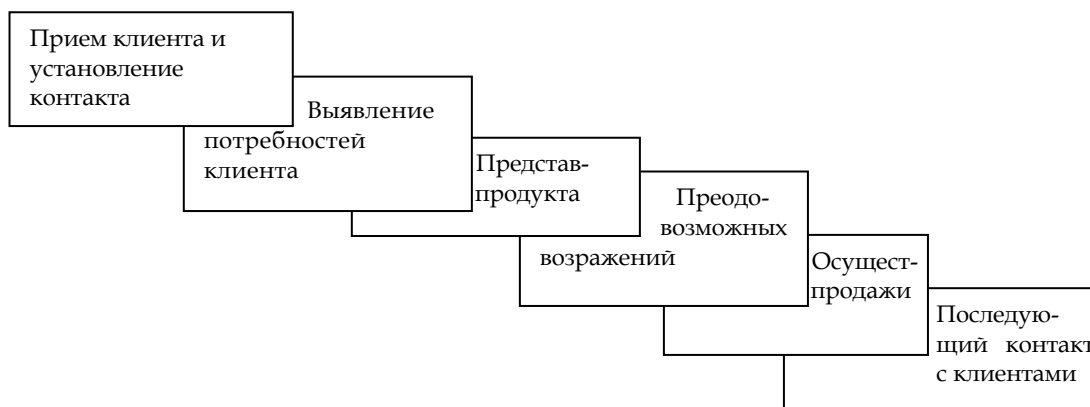 Прием клиента и
установление
контакта
Выявление
потребностей
клиента
Представ-
продукта
Преодо-
возможных
возражений
Осущест-
продажи
Последую-
щий контакт
с клиентами